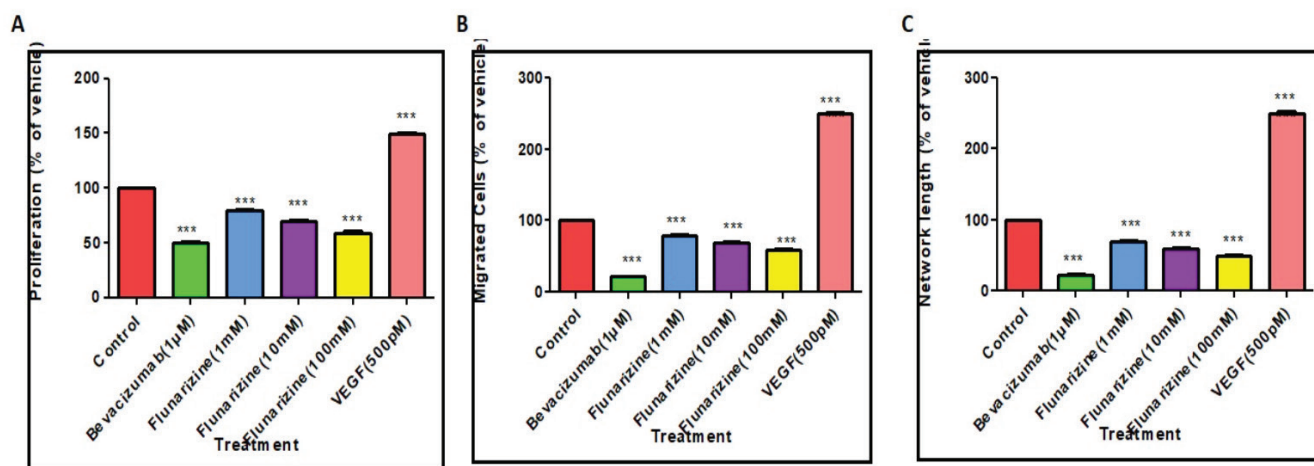 A
Proliferation (% of vehicle)
200
150
100
50
0
***
***
***
***
***
Control
Bevacizumab(1μM)
Flunarizine(1mM)
Flunarizine(10mM)
Flunarizine(100mM)
VEGF(500pM)
Treatment
B
Migrated Cells (% of vehicle)
300
200
100
0
***
***
***
***
***
Control
Bevacizumab(1μM)
Flunarizine(1mM)
Flunarizine(10mM)
Flunarizine(100mM)
VEGF(500pM)
Treatment
C
Network length (% of vehicle
300
200
100
0
***
***
***
***
***
Control
Bevacizumab(1μM)
Flunarizine(1mM)
Flunarizine(10mM)
Flunarizine(100mM)
VEGF(500pM)
Treatment